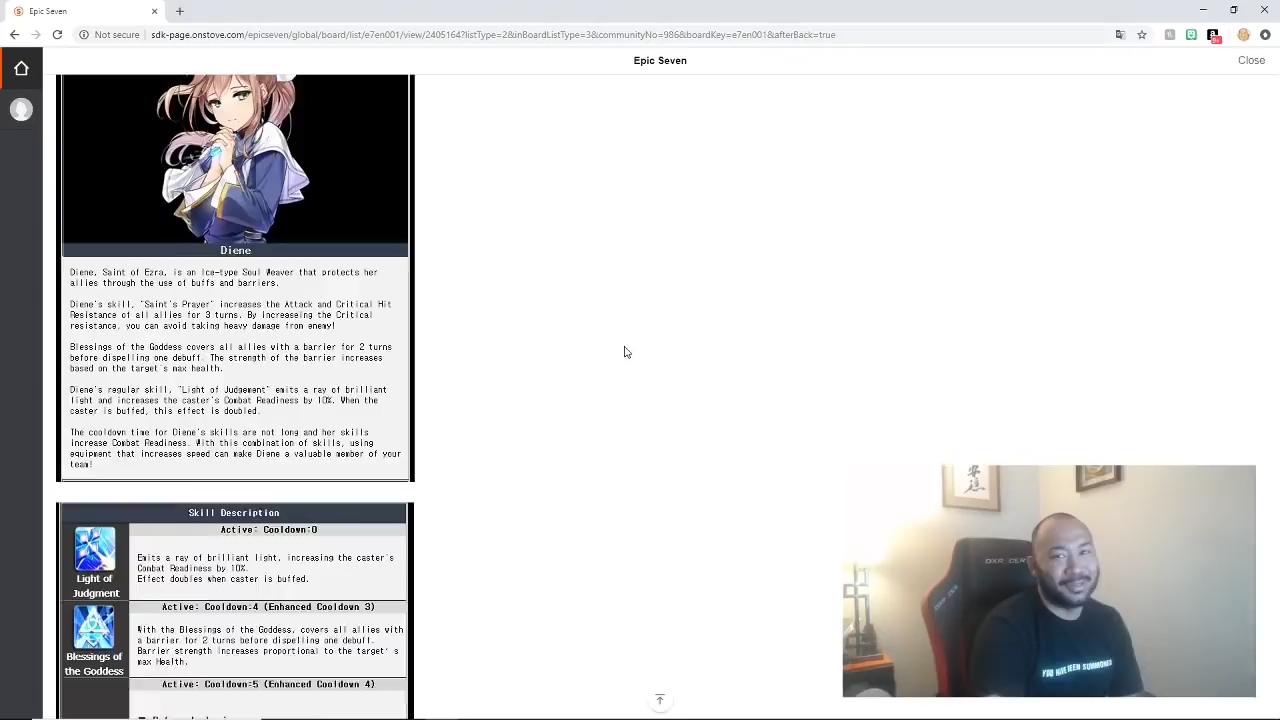 Epic Seven
Not secure
sdk-page.onstove.com/epicseven/global/board/list/e7en001/view/2405164?listType=2&inBoardListType=3&communityNo=986&boardKey=e7en001&afterBack=true
9+
Epic Seven
Close
Diene
Diene, Saint of Ezra, is an Ice-type Soul Weaver that protects her
allies through the use of buffs and barriers.
Diene's skill, "Saint's Prayer" increases the Attack and Critical Hit
Resistance of all allies for 3 turns. By increaseing the Critical
resistance, you can avoid taking heavy damage from enemy!
Blessings of the Goddess covers all allies with a barrier for 2 turns
before dispelling one debuff. The strength of the barrier increases
based on the target's max health.
Diene's regular skill, "Light of Judgement" emits a ray of brilliant
light and increases the caster's Combat Readiness by 10%. When the
caster is buffed, this effect is doubled.
The cooldown time for Diene's skills are not long and her skills
increase Combat Readiness. With this combination of skills, using
equipment that increases speed can make Diene a valuable member of your
team!
Skill Description
Active: Cooldown:0
Emits a ray of brilliant light, increasing the caster's
Combat Readiness by 10%.
Effect doubles when caster is buffed.
Light of
Judgment
Active: Cooldown:4 (Enhanced Cooldown 3)
With the Blessings of the Goddess, covers all allies with
a barrier for 2 turns before dispelling one debuff.
Barrier strength increases proportional to the target's
max Health.
Blessings of
the Goddess
Active: Cooldown:5 (Enhanced Cooldown 4)
YOU HAVE BEEN SUMMONED